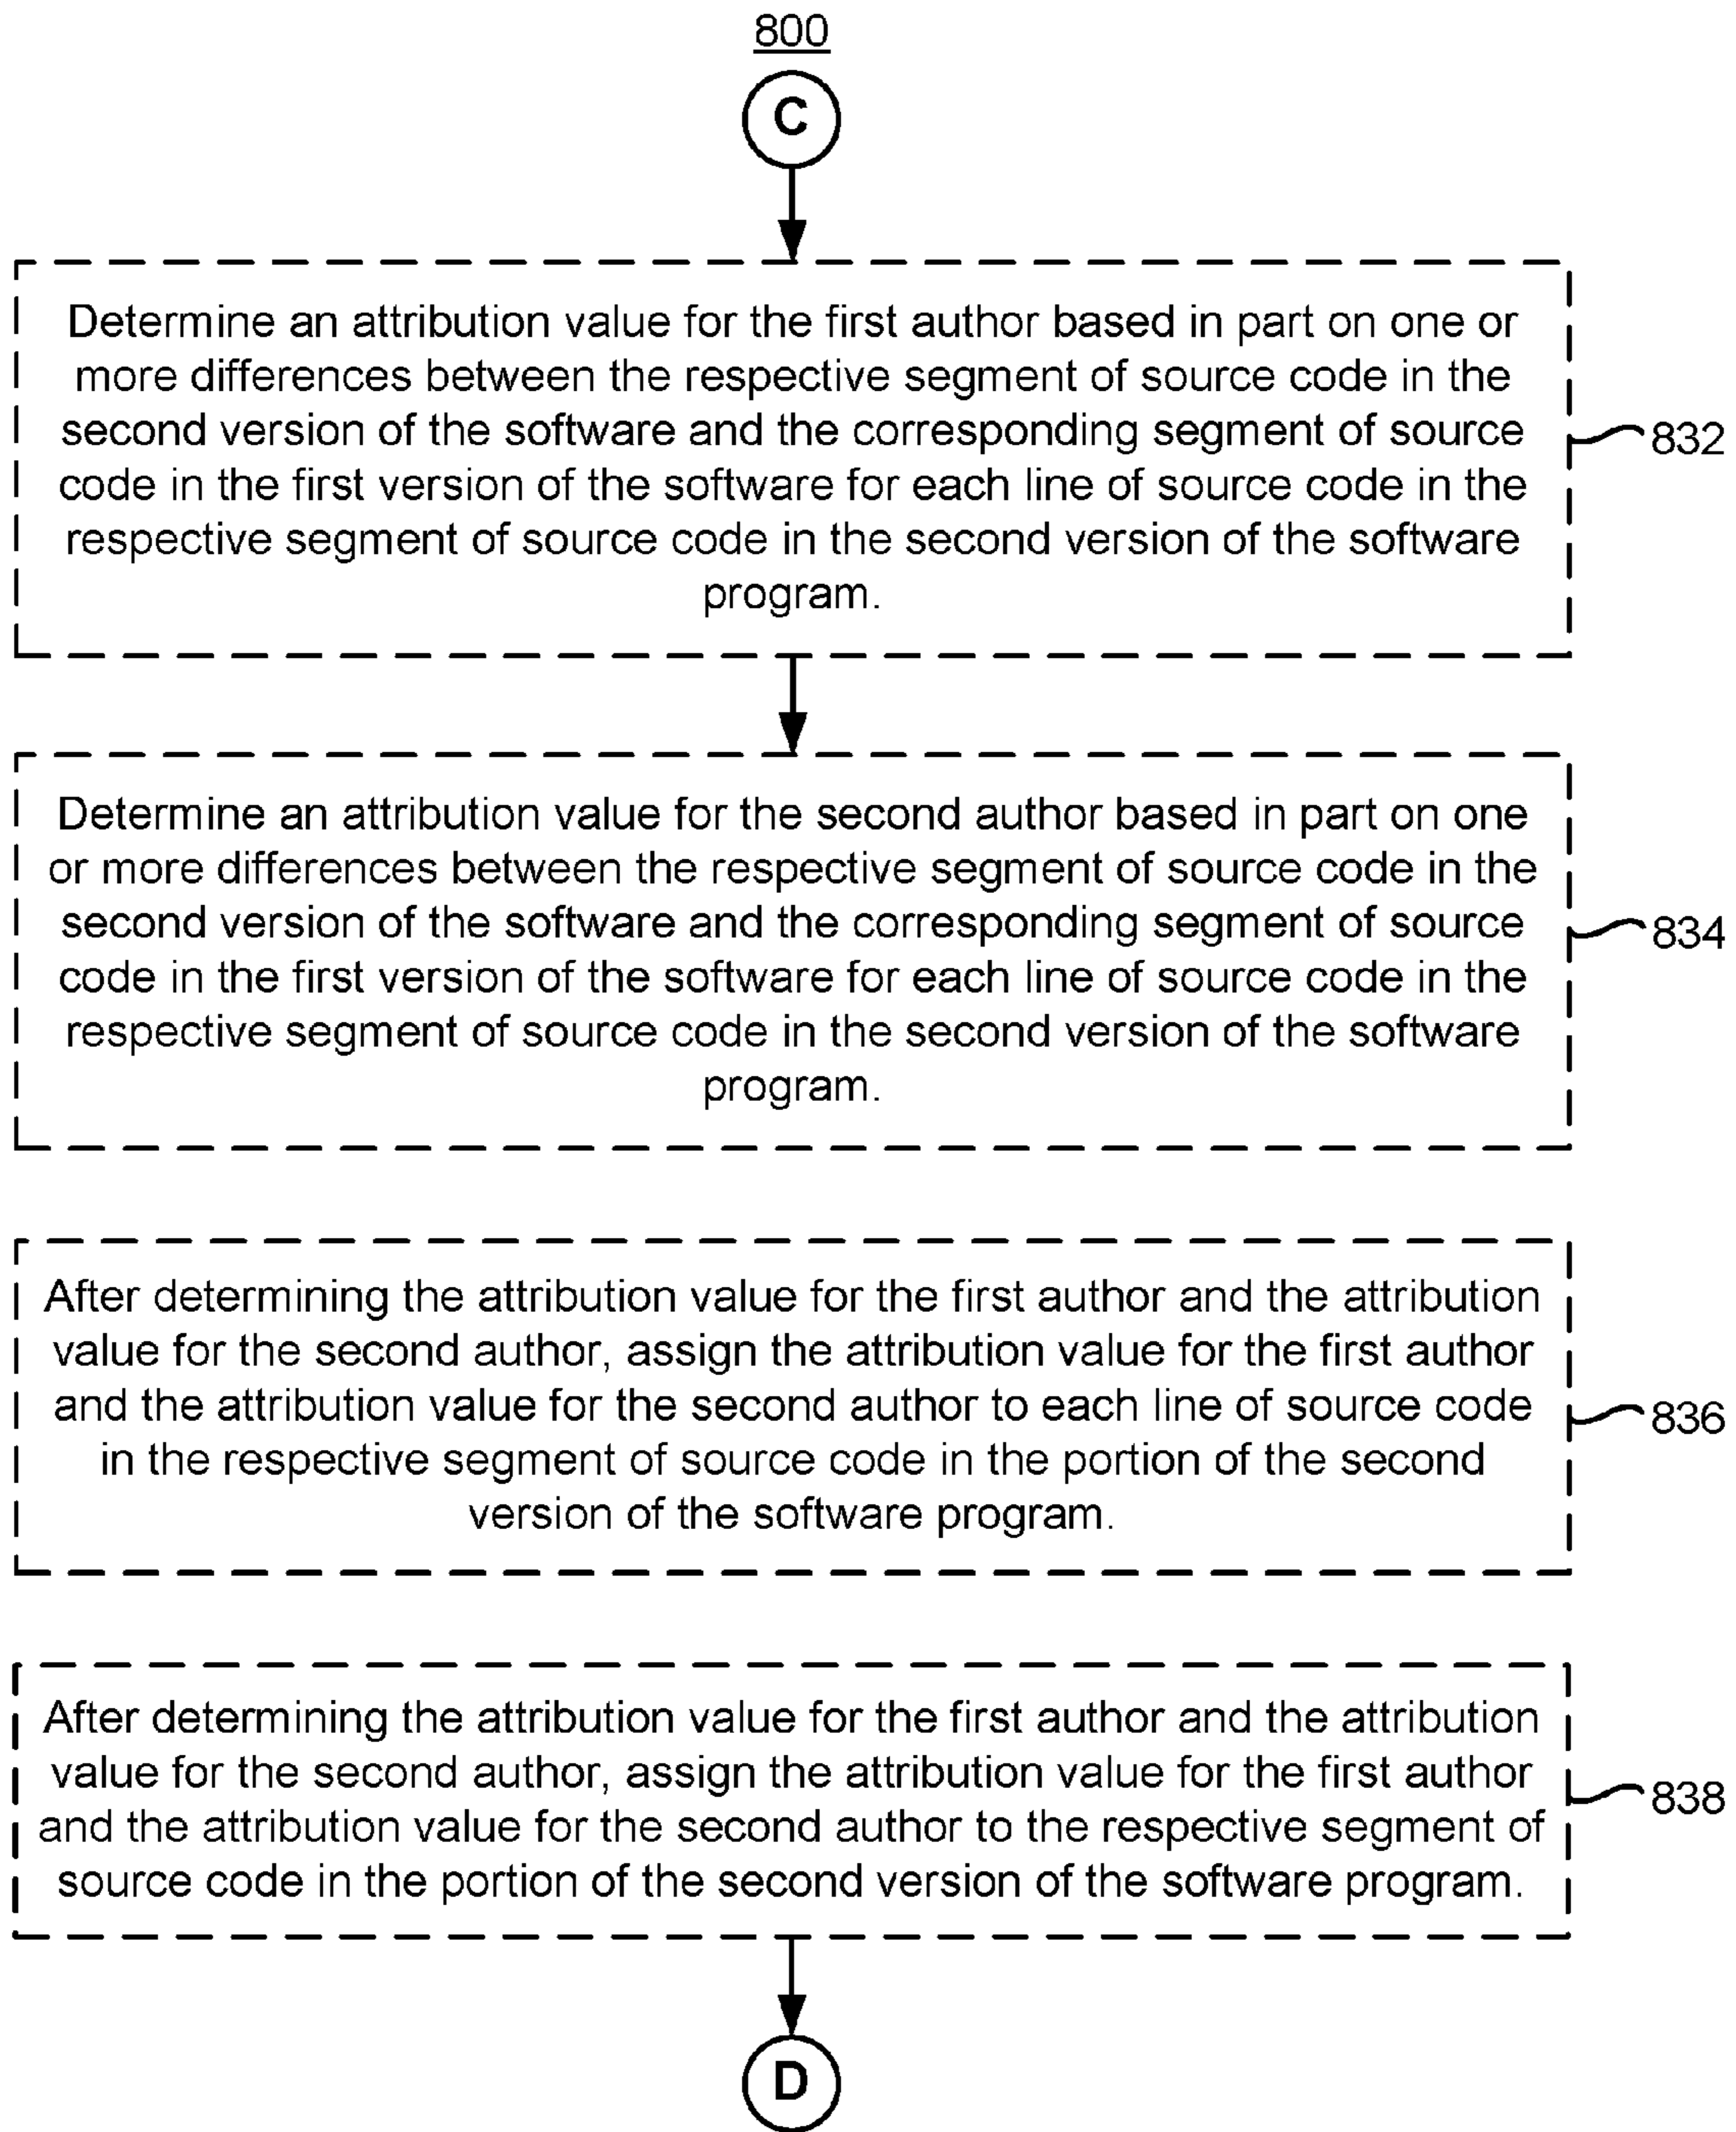 800
C
Determine an attribution value for the first author based in part on one or
more differences between the respective segment of source code in the
second version of the software and the corresponding segment of source
code in the first version of the software for each line of source code in the
respective segment of source code in the second version of the software
program.
832
Determine an attribution value for the second author based in part on one
or more differences between the respective segment of source code in the
second version of the software and the corresponding segment of source
code in the first version of the software for each line of source code in the
respective segment of source code in the second version of the software
program.
834
After determining the attribution value for the first author and the attribution
value for the second author, assign the attribution value for the first author
and the attribution value for the second author to each line of source code
in the respective segment of source code in the portion of the second
version of the software program.
836
After determining the attribution value for the first author and the attribution
value for the second author, assign the attribution value for the first author
and the attribution value for the second author to the respective segment of
source code in the portion of the second version of the software program.
838
D